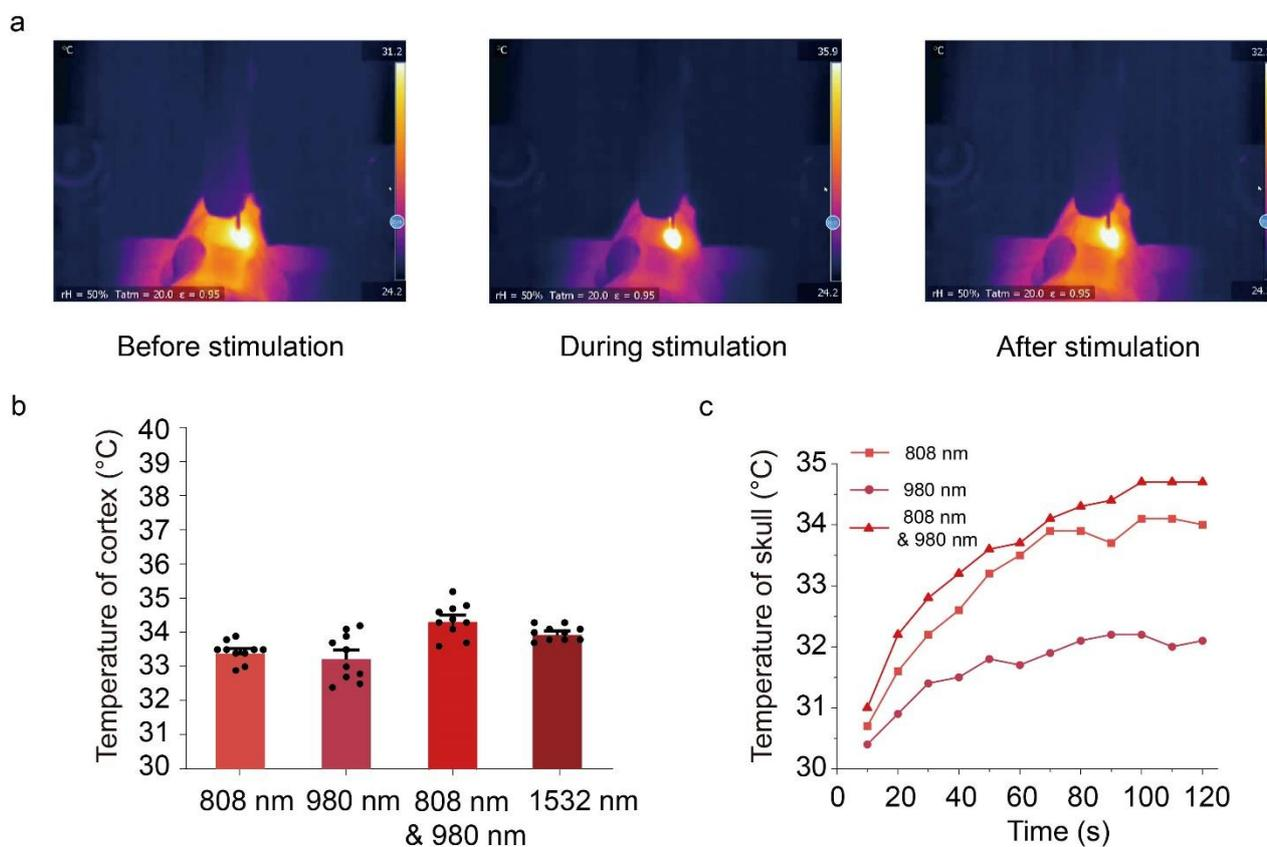 a
°C
31.2
24.2
rH = 50% Tatm = 20.0 ε = 0.95
Before stimulation
°C
35.9
24.2
rH = 50% Tatm = 20.0 ε = 0.95
During stimulation
°C
rH = 50% Tatm = 20.0 ε = 0.95
After stimulation
b
Temperature of cortex (°C)
40
39
38
37
36
35
34
33
32
31
30
808 nm
980 nm
808 nm
& 980 nm
1532 nm
c
808 nm
980 nm
808 nm
& 980 nm
Temperature of skull (°C)
35
34
33
32
31
30
0
20
40
60
80
100
120
Time (s)